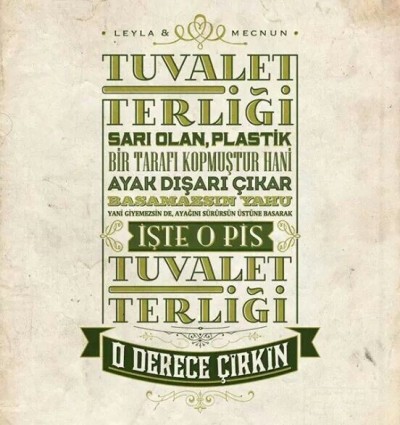 LEYLA & MECNUN
TUVALET
TERLİĞİ
SARI OLAN, PLASTİK
BİR TARAFI KOPMUŞTUR HANİ
AYAK DIŞARI ÇIKAR
BASAMAZSIN YAHU
YANİ GİYEMEZSİN DE, AYAĞINI SÜRÜRSÜN ÜSTÜNE BASARAK
İŞTE O PİS
TUVALET
TERLİĞİ
O DERECE ÇİRKİN